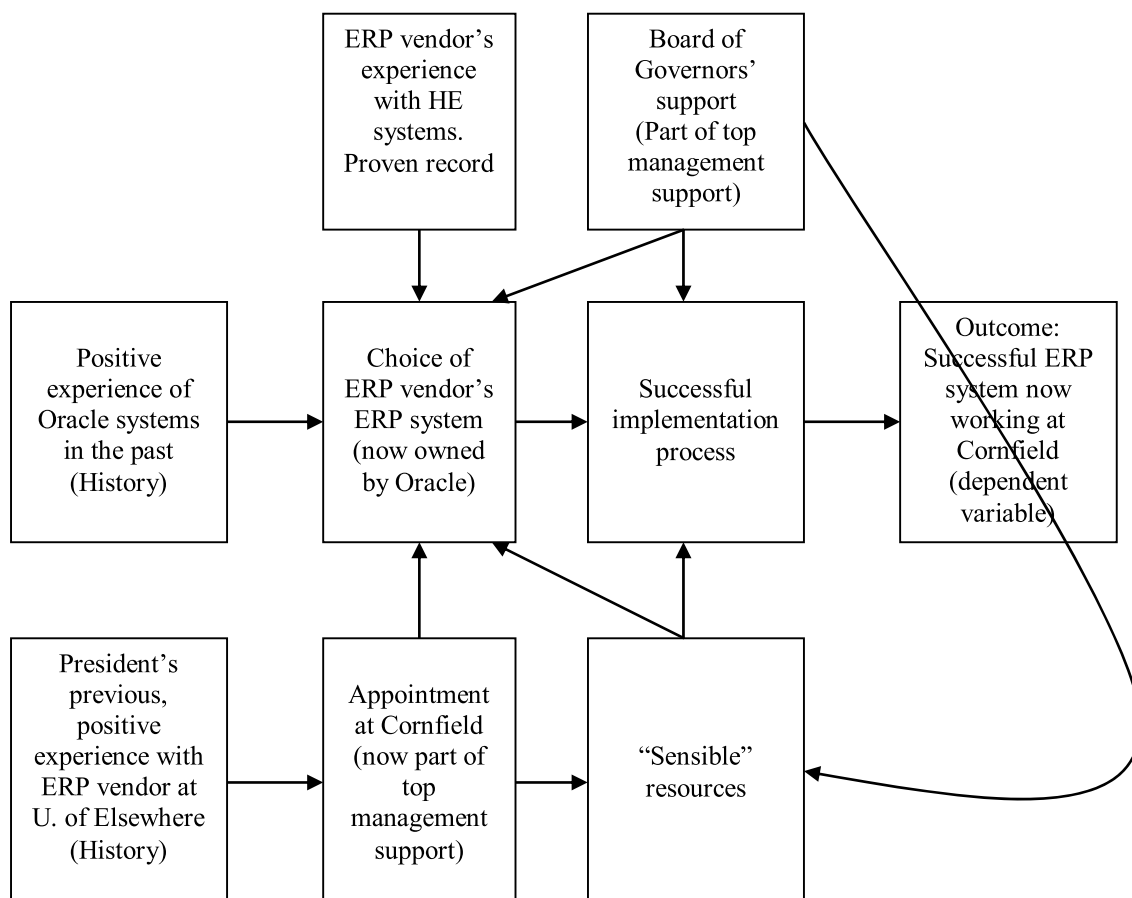 ERP vendor’s
experience
with HE
systems.
Proven record
Board of
Governors’
support
(Part of top
management
support)
Positive
experience of
Oracle systems
in the past
(History)
Choice of
ERP vendor’s
ERP system
(now owned
by Oracle)
Successful
implementation
process
Outcome:
Successful ERP
system now
working at
Cornfield
(dependent
variable)
President’s
previous,
positive
experience with
ERP vendor at
U. of Elsewhere
(History)
Appointment
at Cornfield
(now part of
top
management
support)
“Sensible”
resources